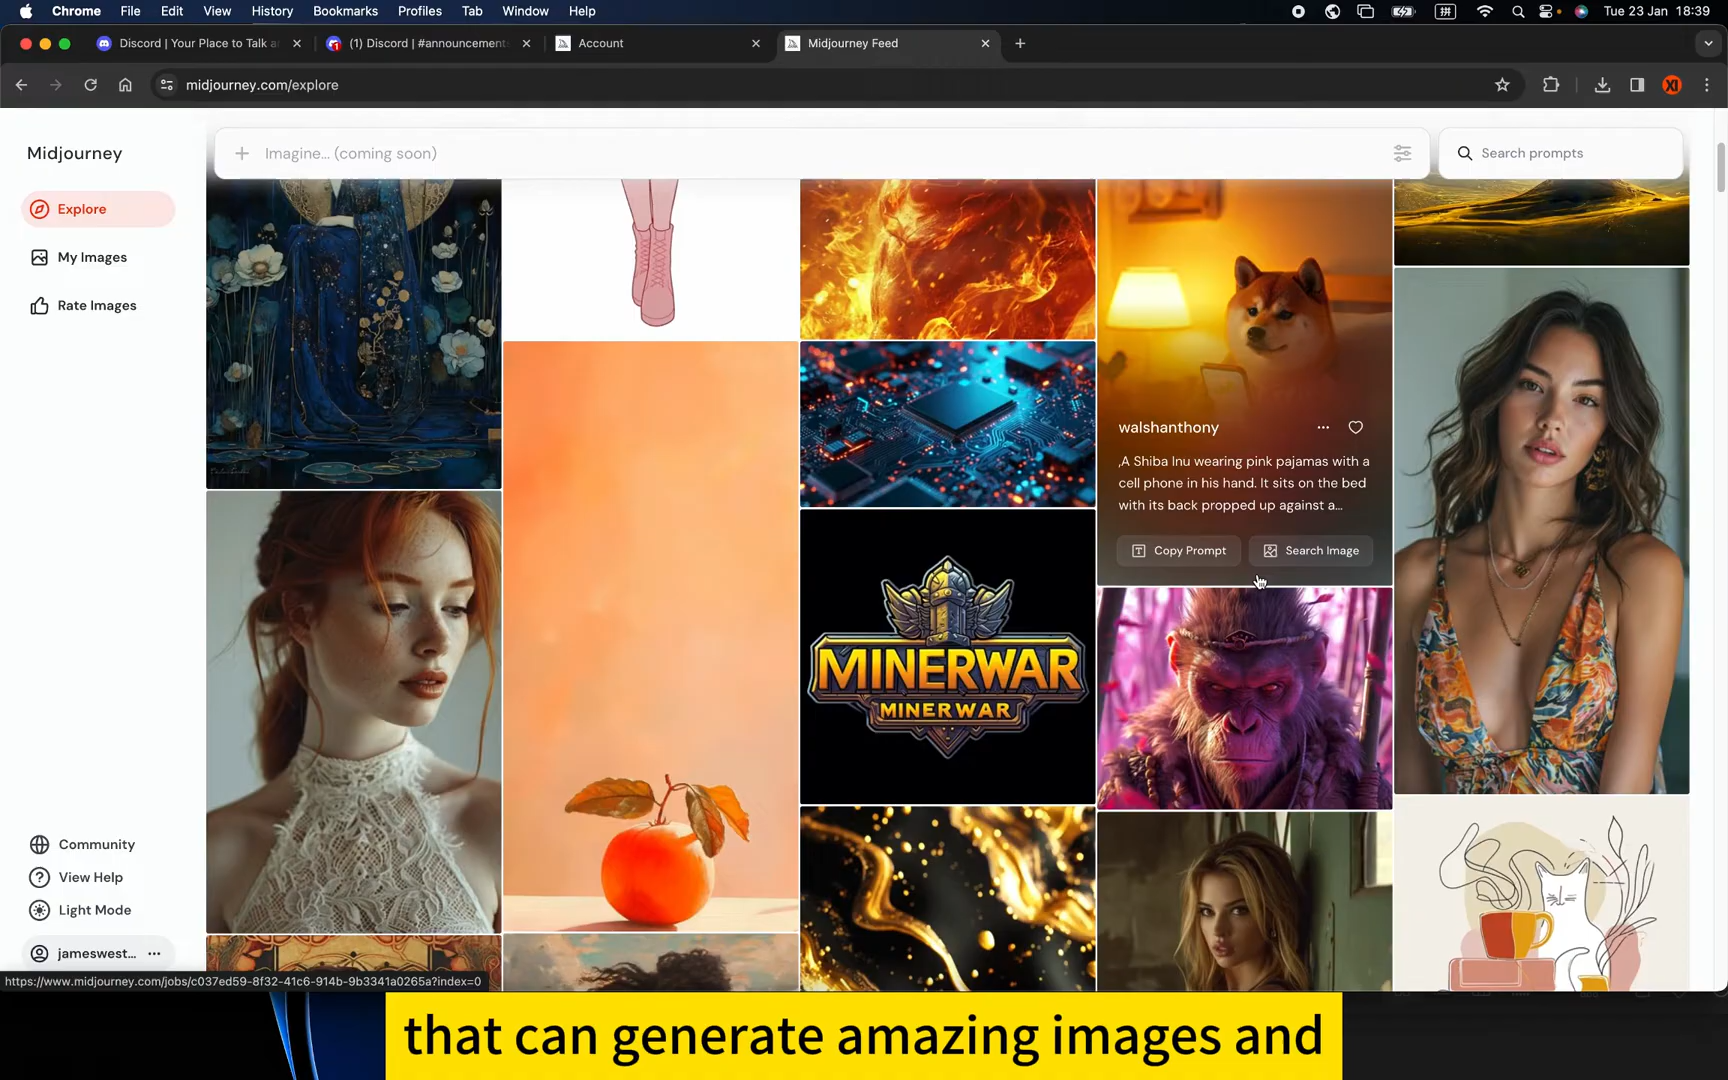 Chrome File Edit View History Bookmarks Profiles Tab Window Help
Tue 23 Jan 18:39
Discord | Your Place to Talk a
(1) Discord | #announcement
Account
Midjourney Feed
midjourney.com/explore
XI
Midjourney
Imagine... (coming soon)
Search prompts
Explore
My Images
Rate Images
walshanthony
,A Shiba Inu wearing pink pajamas with a
cell phone in his hand. It sits on the bed
with its back propped up against a...
Copy Prompt
Search Image
MINERWAR
MINERWAR
Community
View Help
Light Mode
jameswest...
https://www.midjourney.com/jobs/c037ed59-8f32-41c6-914b-9b3341a0265a?index=0
that can generate amazing images and